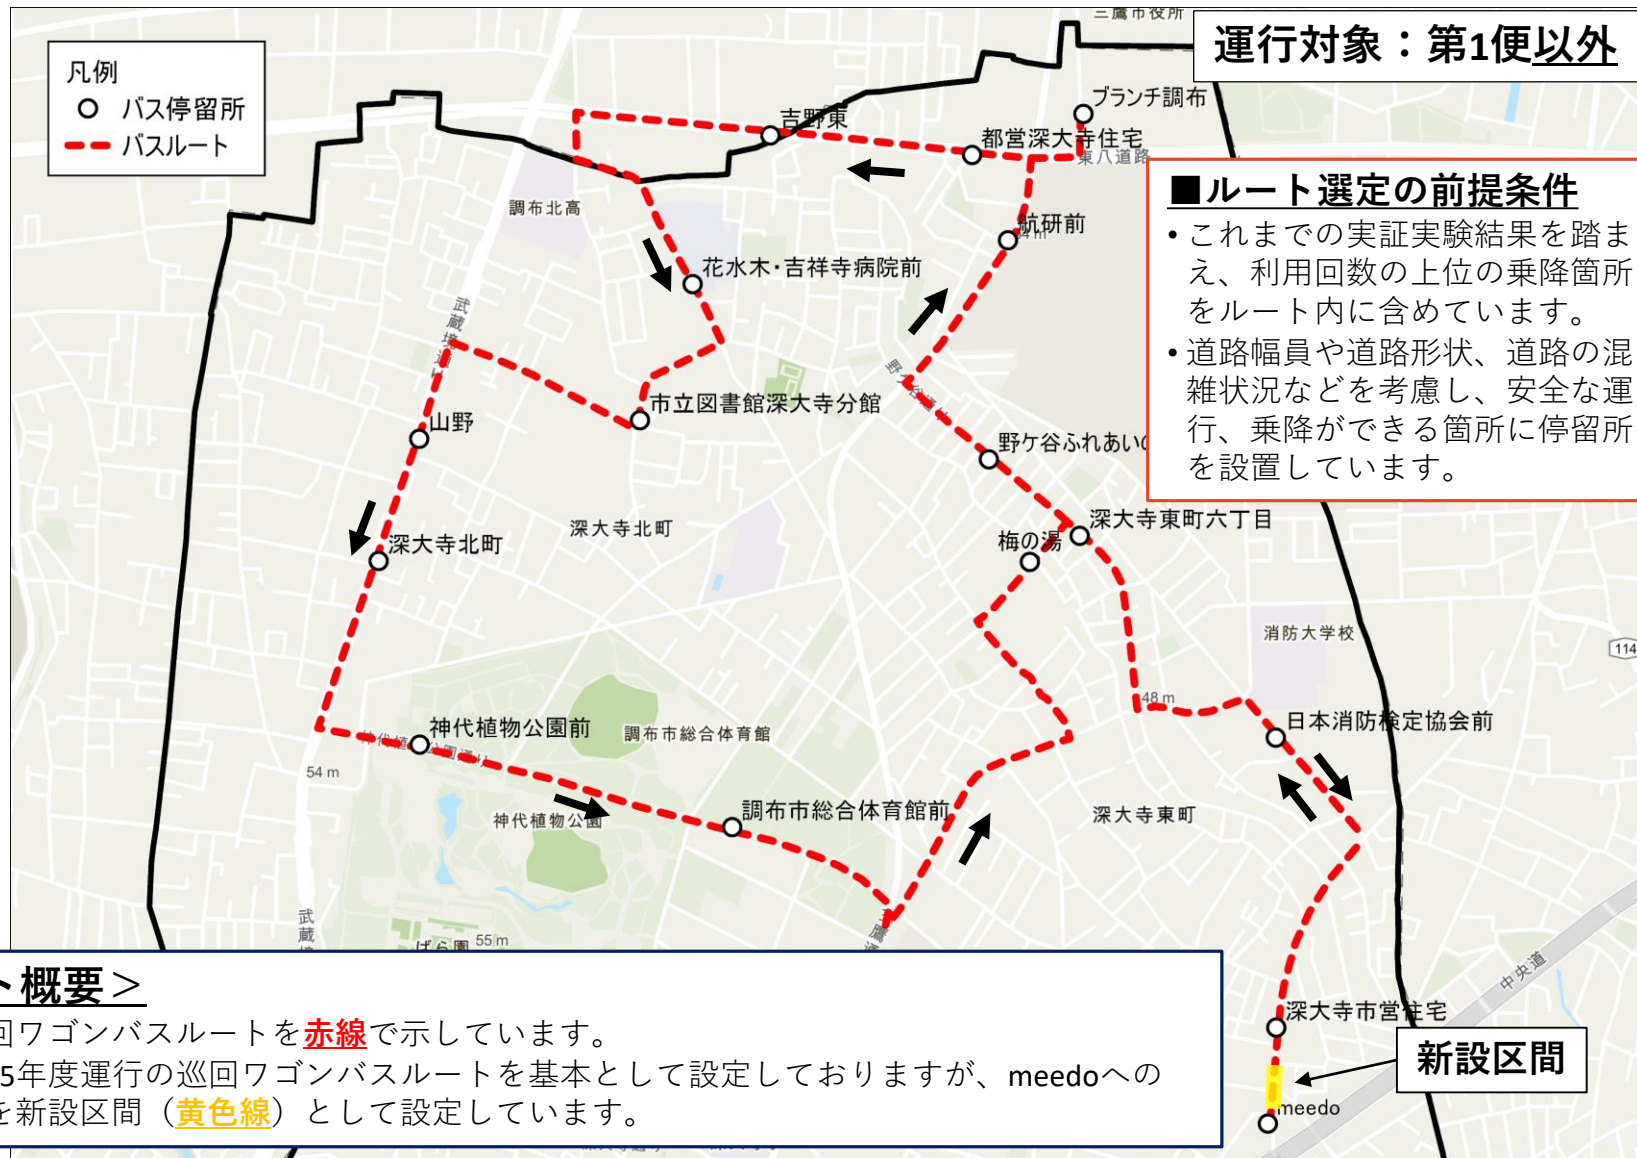 三鷹市役所
運行対象：第1便以外
凡例
バス停留所
バスルート
ブランチ調布
吉野東
都営深大寺住宅
東八道路
■ルート選定の前提条件
• これまでの実証実験結果を踏ま
え、利用回数の上位の乗降箇所
をルート内に含めています。
• 道路幅員や道路形状、道路の混
雑状況などを考慮し、安全な運
行、乗降ができる箇所に停留所
を設置しています。
調布北高
航研前
花水木・吉祥寺病院前
武蔵境通り
野ケ谷通り
市立図書館深大寺分館
山野
野ケ谷ふれあいの
深大寺北町
深大寺北町
深大寺東町六丁目
梅の湯
消防大学校
114
48 m
日本消防検定協会前
神代植物公園前
神代植物公園通り
調布市総合体育館
54 m
神代植物公園
調布市総合体育館前
深大寺東町
武蔵
ばら園
55 m
中央道
ト概要＞
回ワゴンバスルートを赤線で示しています。
5年度運行の巡回ワゴンバスルートを基本として設定しておりますが、meedoへの
を新設区間（黄色線）として設定しています。
深大寺市営住宅
新設区間
meedo